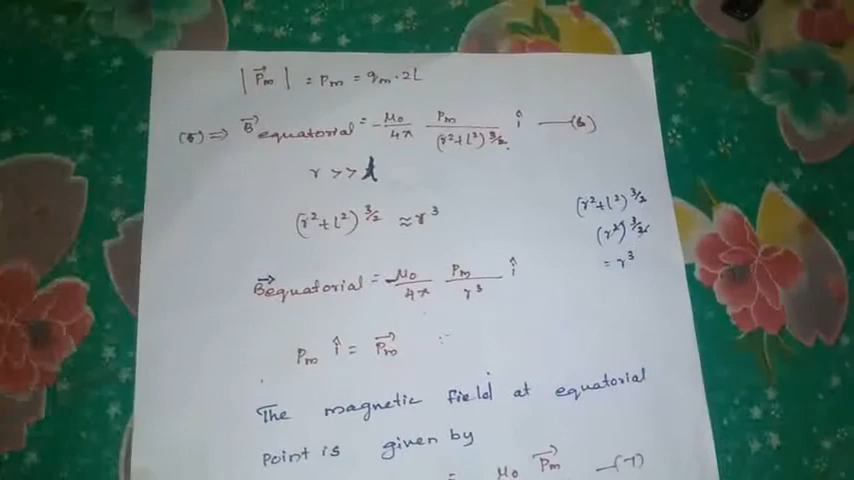 |P⃗m| = Pm = qm · 2L
(5) ⇒ B⃗ equatorial = - μ₀/4π Pm/(r²+l²)^3/2 î —(6)
r >> l
(r²+l²)^3/2 ≈ r³
(r²+l²)^3/2
(r²)^3/2
= r³
B⃗equatorial = - μ₀/4π Pm/r³ î
Pm î = P⃗m
The magnetic field at equatorial
Point is given by
= μ₀ P⃗m —(7)